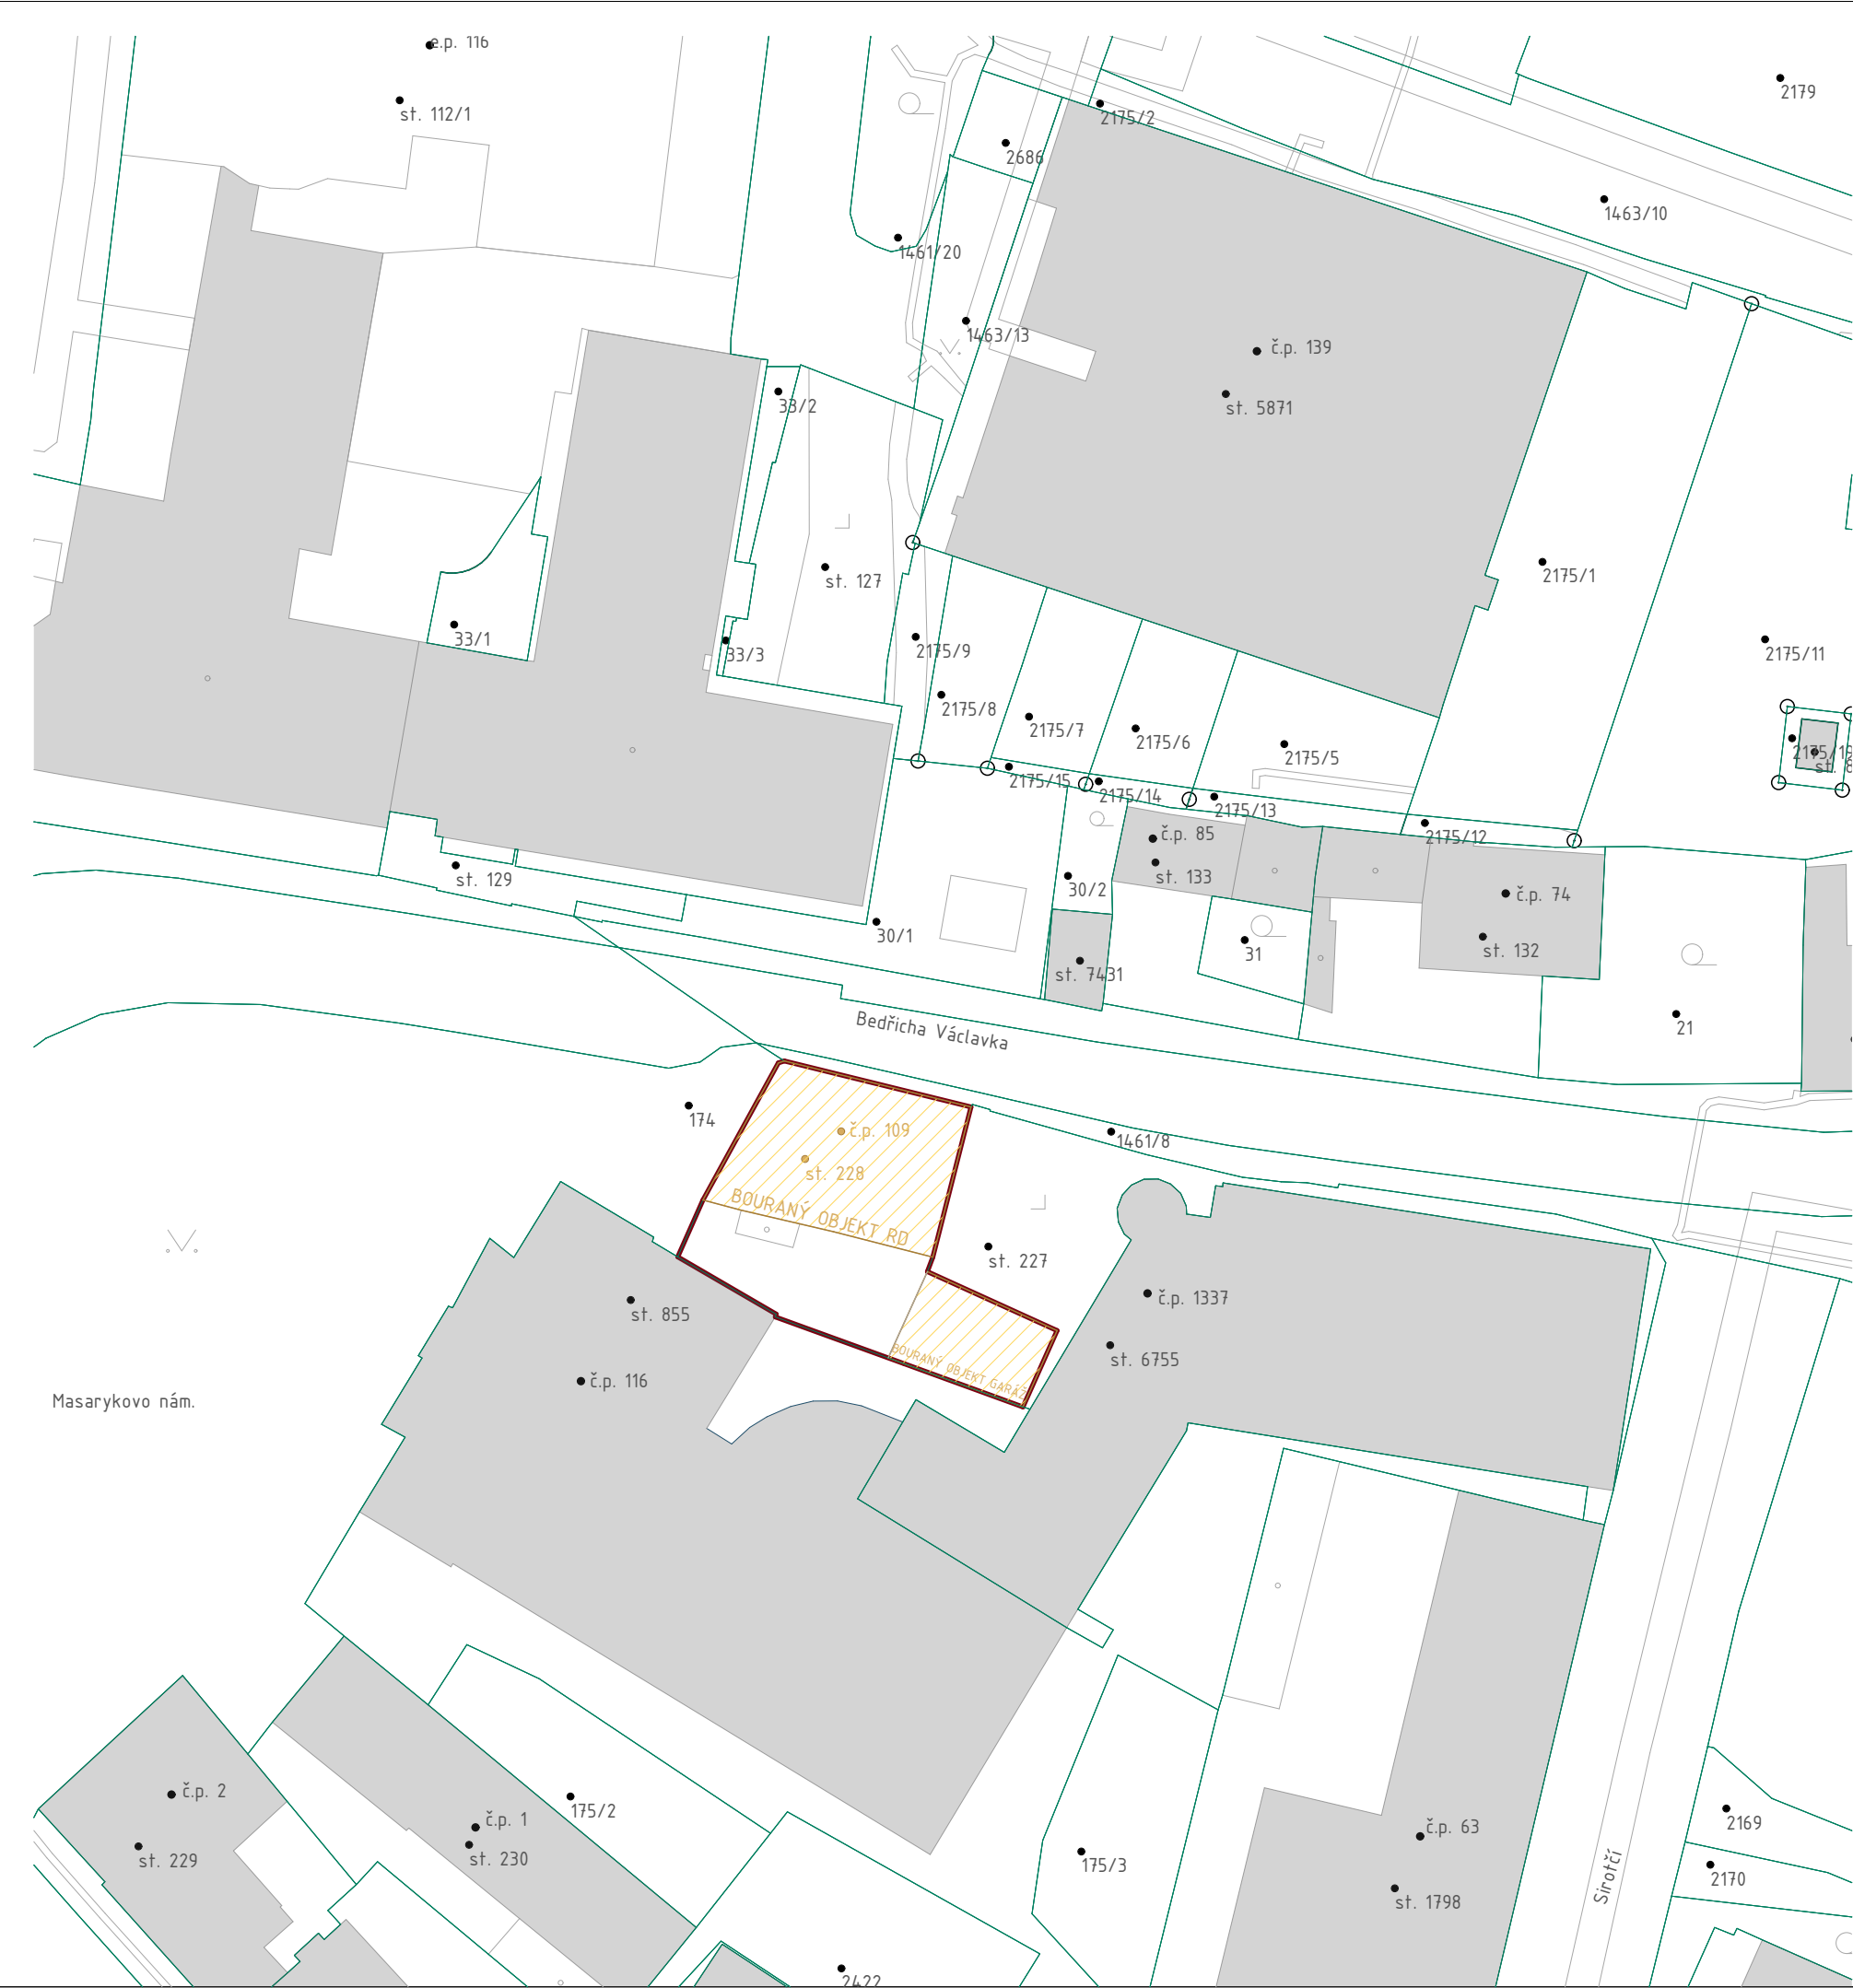 č.p. 116
st. 112/1
2175/2
2179
2686
1463/10
1461/20
1463/13
č.p. 139
33/2
st. 5871
st. 127
2175/1
33/1
33/3
2175/9
2175/11
2175/8
2175/7
2175/6
2175/5
2175/19
2175/15
2175/14
2175/13
2175/12
č.p. 85
st. 129
st. 133
30/2
č.p. 74
30/1
31
st. 132
st. 7431
Bedřicha Václavka
21
174
č.p. 109
1461/8
st. 228
BOURANÝ OBJEKT RD
st. 227
č.p. 1337
st. 855
BOURANÝ OBJEKT GARÁŽ
st. 6755
č.p. 116
Masarykovo nám.
č.p. 2
175/2
č.p. 1
č.p. 63
2169
st. 229
st. 230
175/3
2170
Sirotčí
st. 1798
2422